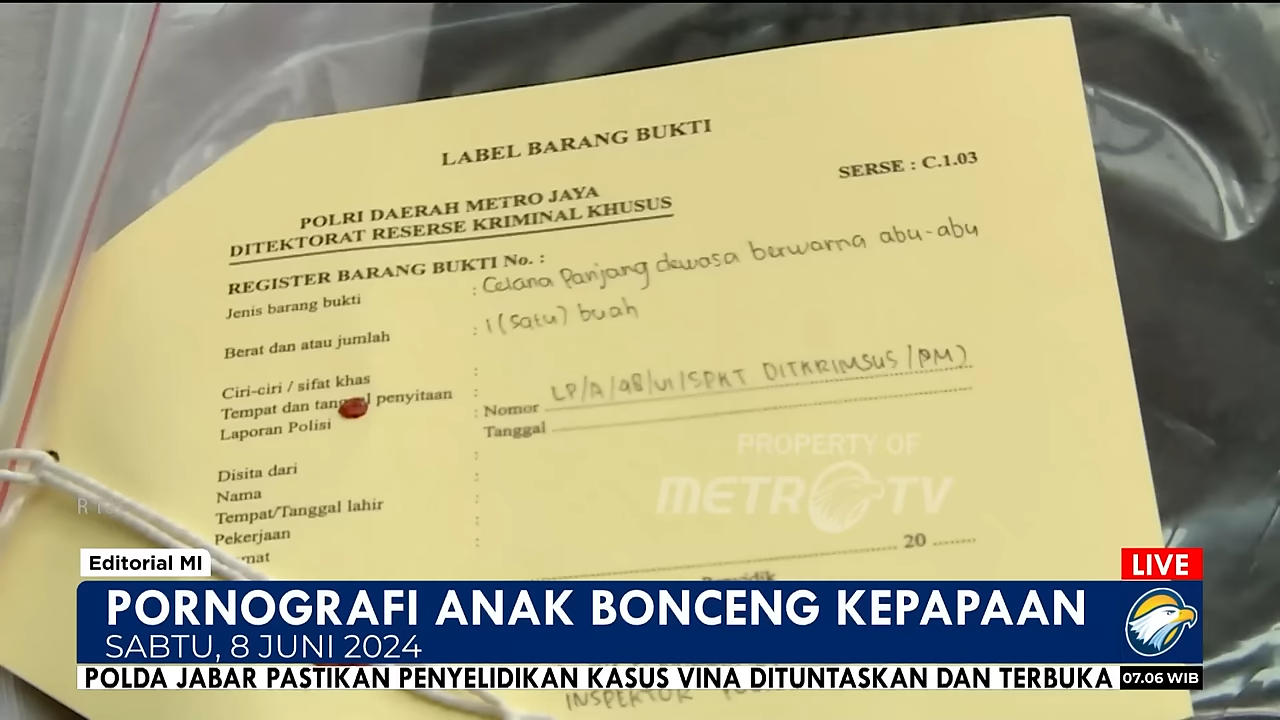 LABEL BARANG BUKTI
SERSE : C.1.03
POLRI DAERAH METRO JAYA
DITEKTORAT RESERSE KRIMINAL KHUSUS
REGISTER BARANG BUKTI No. :
Jenis barang bukti : Celana Panjang dewasa berwarna abu-abu
Berat dan atau jumlah : 1 (satu) buah
Ciri-ciri / sifat khas :
Tempat dan tanggal penyitaan :
Laporan Polisi : Nomor LP/A/48/VI/SPKT DITKRIMSUS/PMJ
Tanggal
Disita dari :
Nama :
Tempat/Tanggal lahir :
Pekerjaan :
mat
20
PROPERTY OF
METRO TV
Editorial MI
LIVE
PORNOGRAFI ANAK BONCENG KEPAPAAN
SABTU, 8 JUNI 2024
POLDA JABAR PASTIKAN PENYELIDIKAN KASUS VINA DITUNTASKAN DAN TERBUKA
07.06 WIB
INSPEKTUR